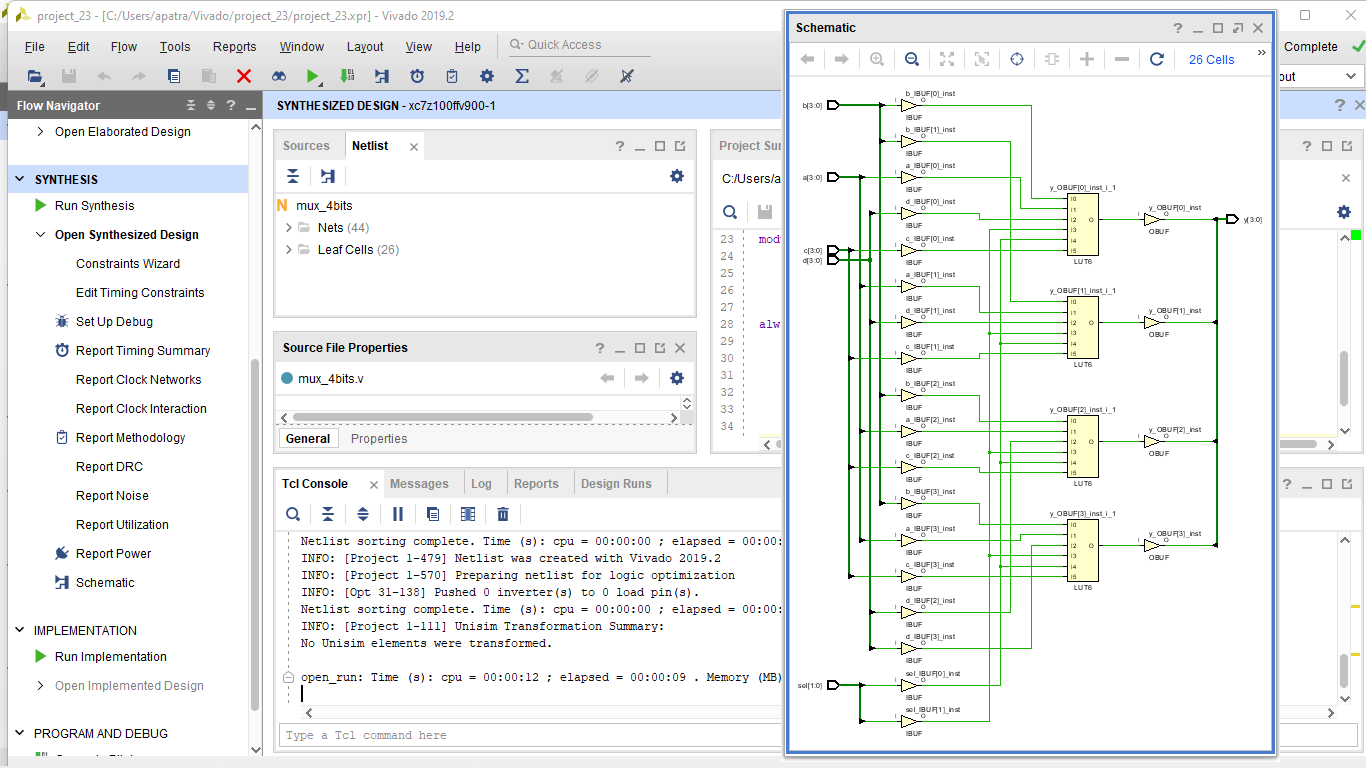 project_23 - [C:/Users/apatra/Vivado/project_23/project_23.xpr] - Vivado 2019.2
File Edit Flow Tools Reports Window Layout View Help Quick Access
Complete
out
Flow Navigator
Open Elaborated Design
SYNTHESIS
Run Synthesis
Open Synthesized Design
Constraints Wizard
Edit Timing Constraints
Set Up Debug
Report Timing Summary
Report Clock Networks
Report Clock Interaction
Report Methodology
Report DRC
Report Noise
Report Utilization
Report Power
Schematic
IMPLEMENTATION
Run Implementation
Open Implemented Design
PROGRAM AND DEBUG
SYNTHESIZED DESIGN - xc7z100ffv900-1
Sources Netlist
N mux_4bits
Nets (44)
Leaf Cells (26)
Source File Properties
mux_4bits.v
General Properties
Project Sur
C:/Users/a
23 mod
24
25
26
27
28 alw
29
30
31
32
33
34
Tcl Console Messages Log Reports Design Runs
Netlist sorting complete. Time (s): cpu = 00:00:00 ; elapsed = 00:00:
INFO: [Project 1-479] Netlist was created with Vivado 2019.2
INFO: [Project 1-570] Preparing netlist for logic optimization
INFO: [Opt 31-138] Pushed 0 inverter(s) to 0 load pin(s).
Netlist sorting complete. Time (s): cpu = 00:00:00 ; elapsed = 00:00:
INFO: [Project 1-111] Unisim Transformation Summary:
No Unisim elements were transformed.
open_run: Time (s): cpu = 00:00:12 ; elapsed = 00:00:09 . Memory (MB)
Type a Tcl command here
Schematic
26 Cells
b[3:0]
a[3:0]
c[3:0]
d[3:0]
sel[1:0]
b_IBUF[0]_inst
I O
IBUF
b_IBUF[1]_inst
I O
IBUF
a_IBUF[0]_inst
I O
IBUF
d_IBUF[0]_inst
I O
IBUF
c_IBUF[0]_inst
I O
IBUF
a_IBUF[1]_inst
I O
IBUF
d_IBUF[1]_inst
I O
IBUF
c_IBUF[1]_inst
I O
IBUF
b_IBUF[2]_inst
I O
IBUF
a_IBUF[2]_inst
I O
IBUF
c_IBUF[2]_inst
I O
IBUF
b_IBUF[3]_inst
I O
IBUF
a_IBUF[3]_inst
I O
IBUF
c_IBUF[3]_inst
I O
IBUF
d_IBUF[2]_inst
I O
IBUF
d_IBUF[3]_inst
I O
IBUF
sel_IBUF[0]_inst
I O
IBUF
sel_IBUF[1]_inst
I O
IBUF
y_OBUF[0]_inst_i_1
I0
I1
I2 O
I3
I4
I5
LUT6
y_OBUF[1]_inst_i_1
I0
I1
I2 O
I3
I4
I5
LUT6
y_OBUF[2]_inst_i_1
I0
I1
I2 O
I3
I4
I5
LUT6
y_OBUF[3]_inst_i_1
I0
I1
I2 O
I3
I4
I5
LUT6
y_OBUF[0]_inst
I O
OBUF
y_OBUF[1]_inst
I O
OBUF
y_OBUF[2]_inst
I O
OBUF
y_OBUF[3]_inst
I O
OBUF
y[3:0]